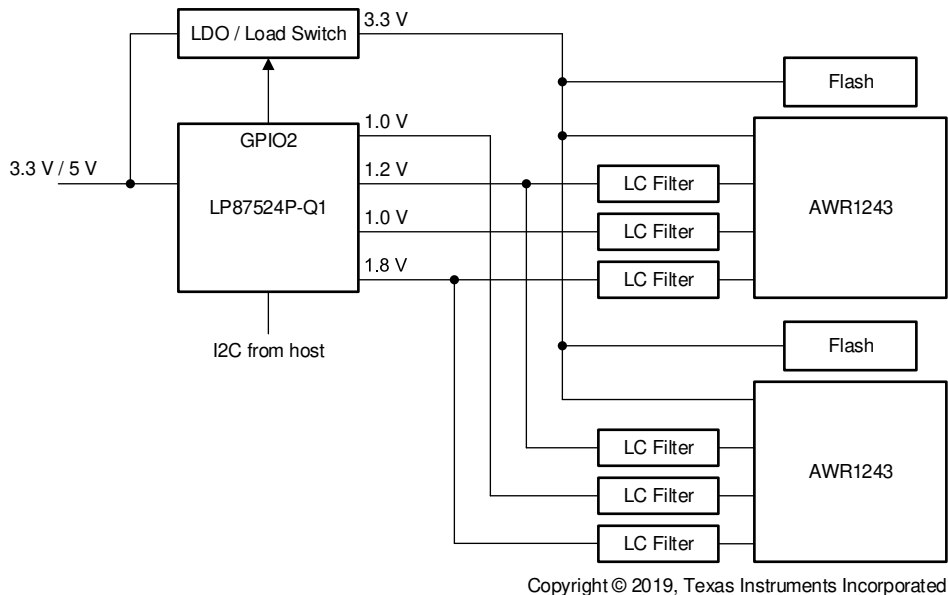 3.3 V
LDO / Load Switch
Flash
1.0 V
GPIO2
3.3 V / 5 V
1.2 V
LC Filter
LP87524P-Q1
AWR1243
1.0 V
LC Filter
1.8 V
LC Filter
I2C from host
Flash
LC Filter
AWR1243
LC Filter
LC Filter
Copyright © 2019, Texas Instruments Incorporated